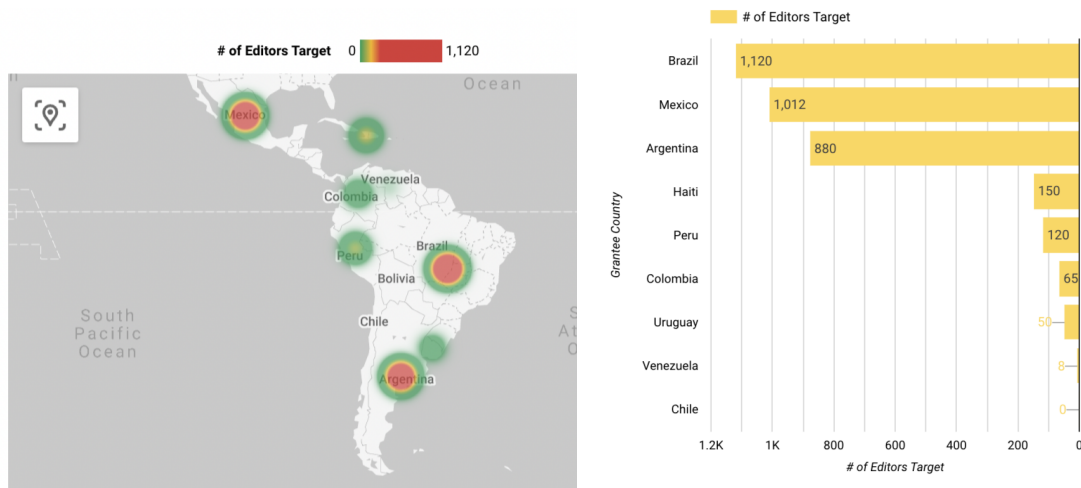 # of Editors Target 0 1,120
Ocean
Mexico
Venezuela
Colombia
Brazil
Peru
Bolivia
Chile
South
Pacific
Ocean
Argentina
# of Editors Target
Grantee Country
Brazil 1,120
Mexico 1,012
Argentina 880
Haiti 150
Peru 120
Colombia 65
Uruguay 50
Venezuela 8
Chile 0
1.2K 1K 800 600 400 200 0
# of Editors Target